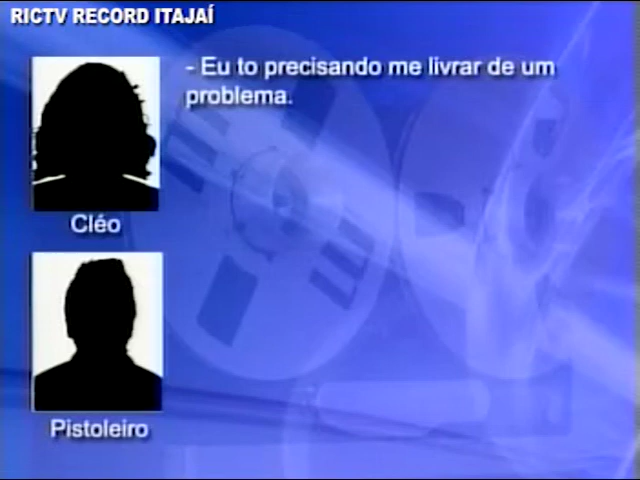 RICTV RECORD ITAJAÍ
- Eu to precisando me livrar de um
problema.
Cléo
Pistoleiro